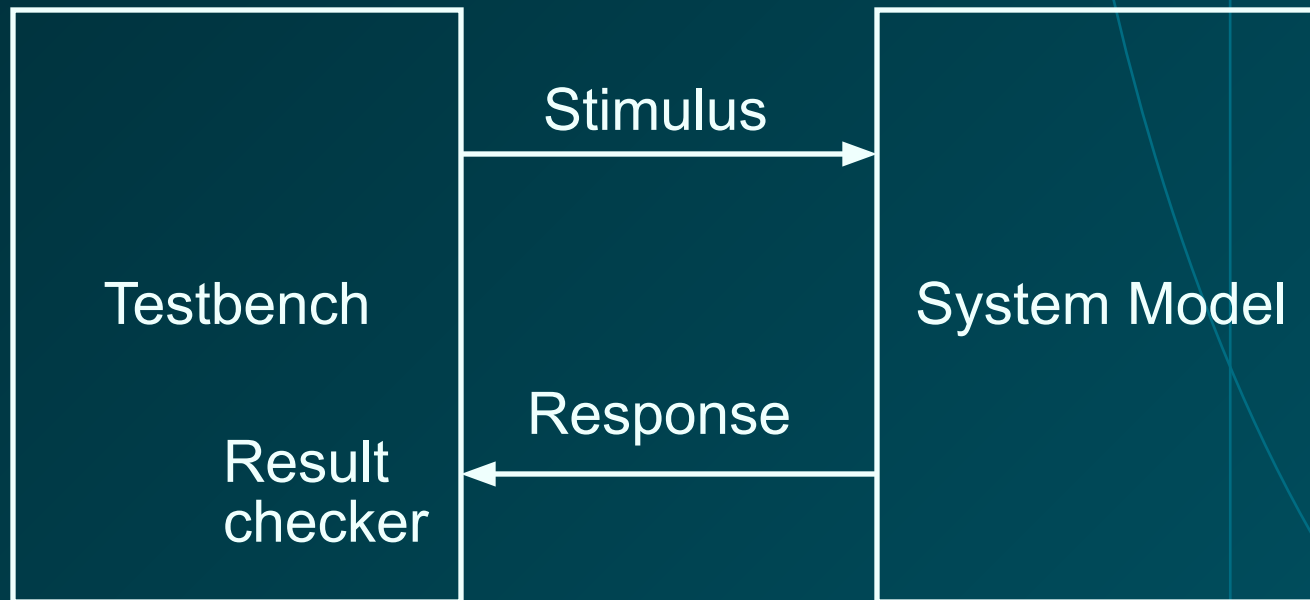 Stimulus
Testbench
System Model
Response
Result
checker